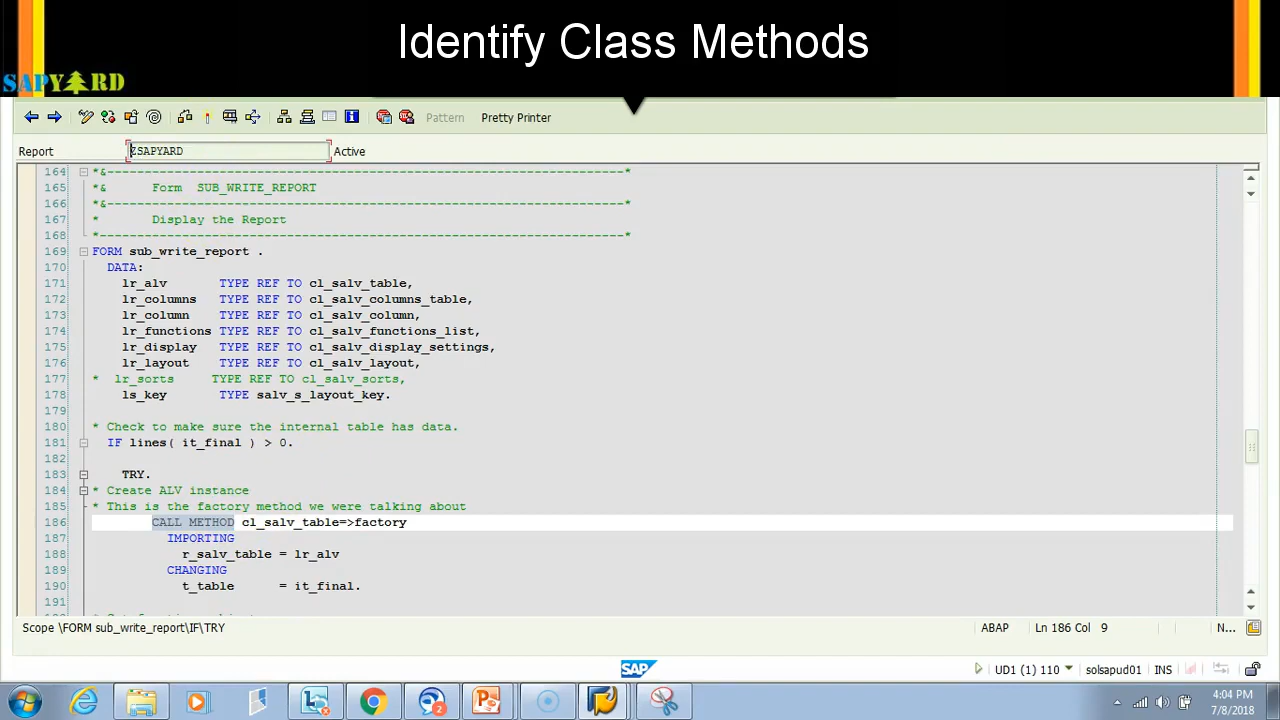 Identify Class Methods
SAPYARD
Pattern Pretty Printer
Report ZSAPYARD Active
164 *&---------------------------------------------------------------------*
165 *& Form SUB_WRITE_REPORT
166 *&---------------------------------------------------------------------*
167 * Display the Report
168 *----------------------------------------------------------------------*
169 FORM sub_write_report .
170 DATA:
171 lr_alv TYPE REF TO cl_salv_table,
172 lr_columns TYPE REF TO cl_salv_columns_table,
173 lr_column TYPE REF TO cl_salv_column,
174 lr_functions TYPE REF TO cl_salv_functions_list,
175 lr_display TYPE REF TO cl_salv_display_settings,
176 lr_layout TYPE REF TO cl_salv_layout,
177 * lr_sorts TYPE REF TO cl_salv_sorts,
178 ls_key TYPE salv_s_layout_key.
179
180 * Check to make sure the internal table has data.
181 IF lines( it_final ) > 0.
182
183 TRY.
184 * Create ALV instance
185 * This is the factory method we were talking about
186 CALL METHOD cl_salv_table=>factory
187 IMPORTING
188 r_salv_table = lr_alv
189 CHANGING
190 t_table = it_final.
191
Scope \FORM sub_write_report\IF\TRY ABAP Ln 186 Col 9 N...
SAP
UD1 (1) 110 solsapud01 INS
2
4:04 PM
7/8/2018